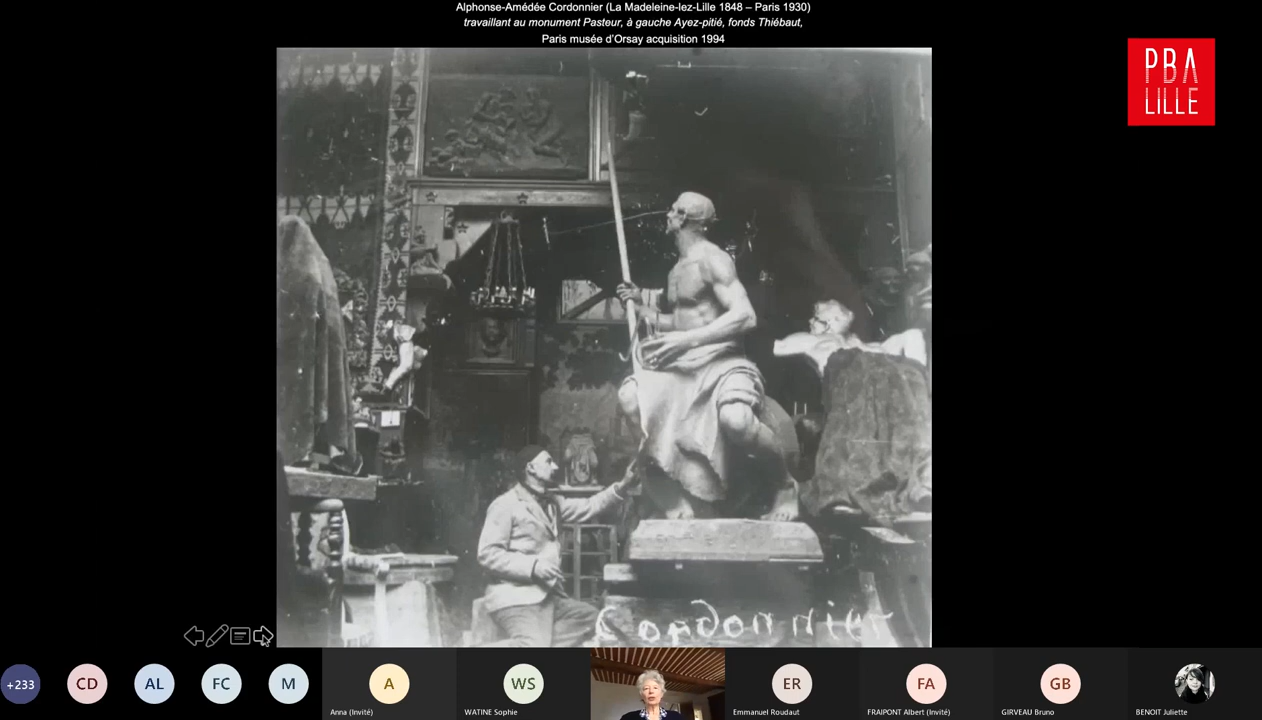 Alphonse-Amédée Cordonnier (La Madeleine-lez-Lille 1848 – Paris 1930)
travaillant au monument Pasteur, à gauche Ayez-pitié, fonds Thiébaut,
Paris musée d'Orsay acquisition 1994
PBA
LILLE
Cordonnier
+233
CD
AL
FC
M
A
WS
ER
FA
GB
Anna (Invité)
WATINE Sophie
Emmanuel Roudaut
FRAIPONT Albert (Invité)
GIRVEAU Bruno
BENOIT Juliette